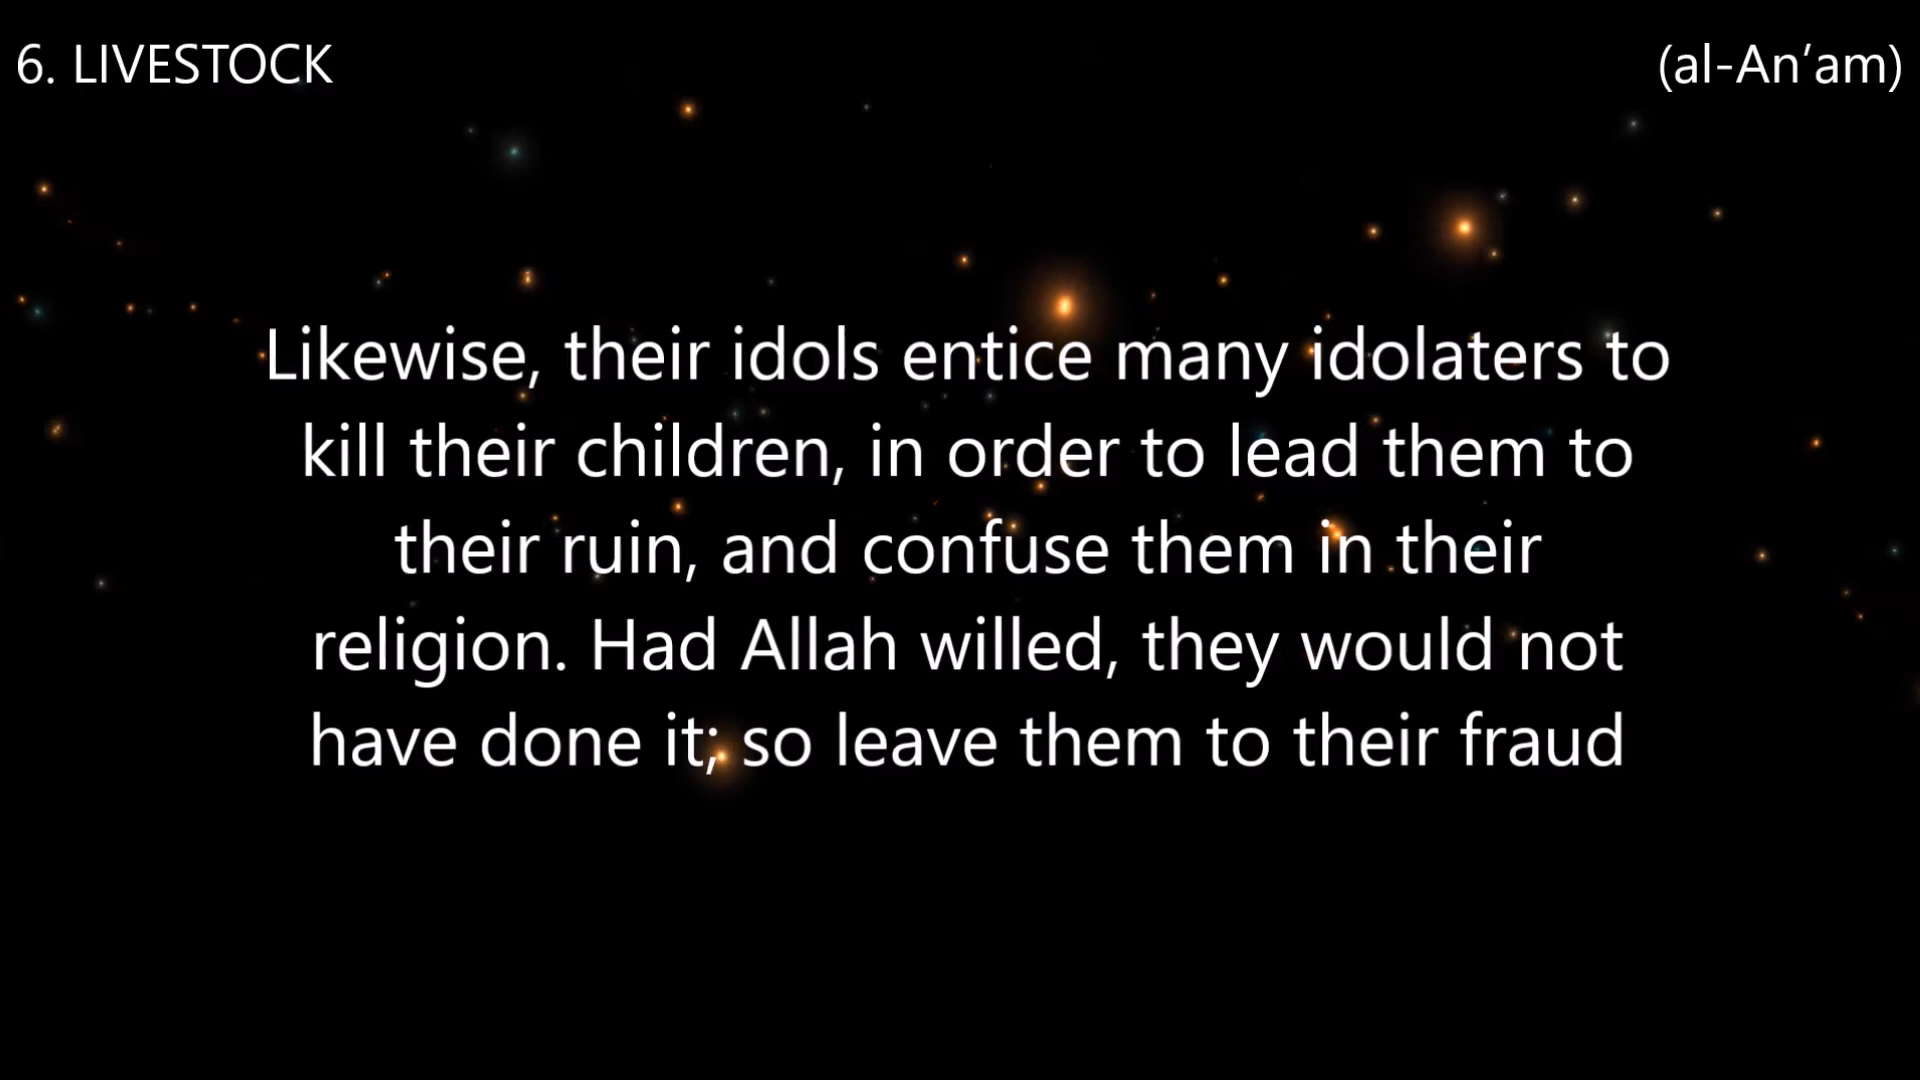 6. LIVESTOCK
(al-An’am)
Likewise, their idols entice many idolaters to
kill their children, in order to lead them to
their ruin, and confuse them in their
religion. Had Allah willed, they would not
have done it; so leave them to their fraud